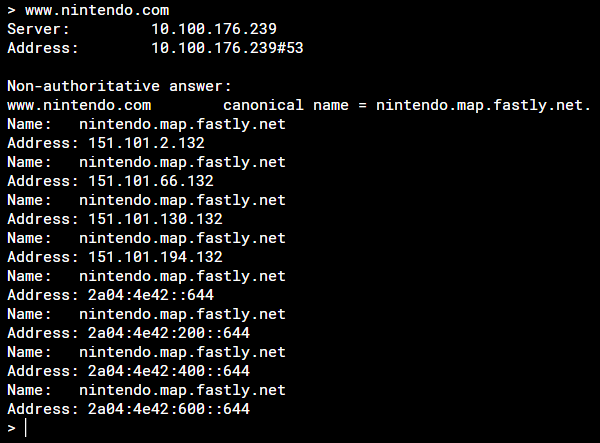 > www.nintendo.com
Server:         10.100.176.239
Address:        10.100.176.239#53

Non-authoritative answer:
www.nintendo.com        canonical name = nintendo.map.fastly.net.
Name:   nintendo.map.fastly.net
Address: 151.101.2.132
Name:   nintendo.map.fastly.net
Address: 151.101.66.132
Name:   nintendo.map.fastly.net
Address: 151.101.130.132
Name:   nintendo.map.fastly.net
Address: 151.101.194.132
Name:   nintendo.map.fastly.net
Address: 2a04:4e42::644
Name:   nintendo.map.fastly.net
Address: 2a04:4e42:200::644
Name:   nintendo.map.fastly.net
Address: 2a04:4e42:400::644
Name:   nintendo.map.fastly.net
Address: 2a04:4e42:600::644
>